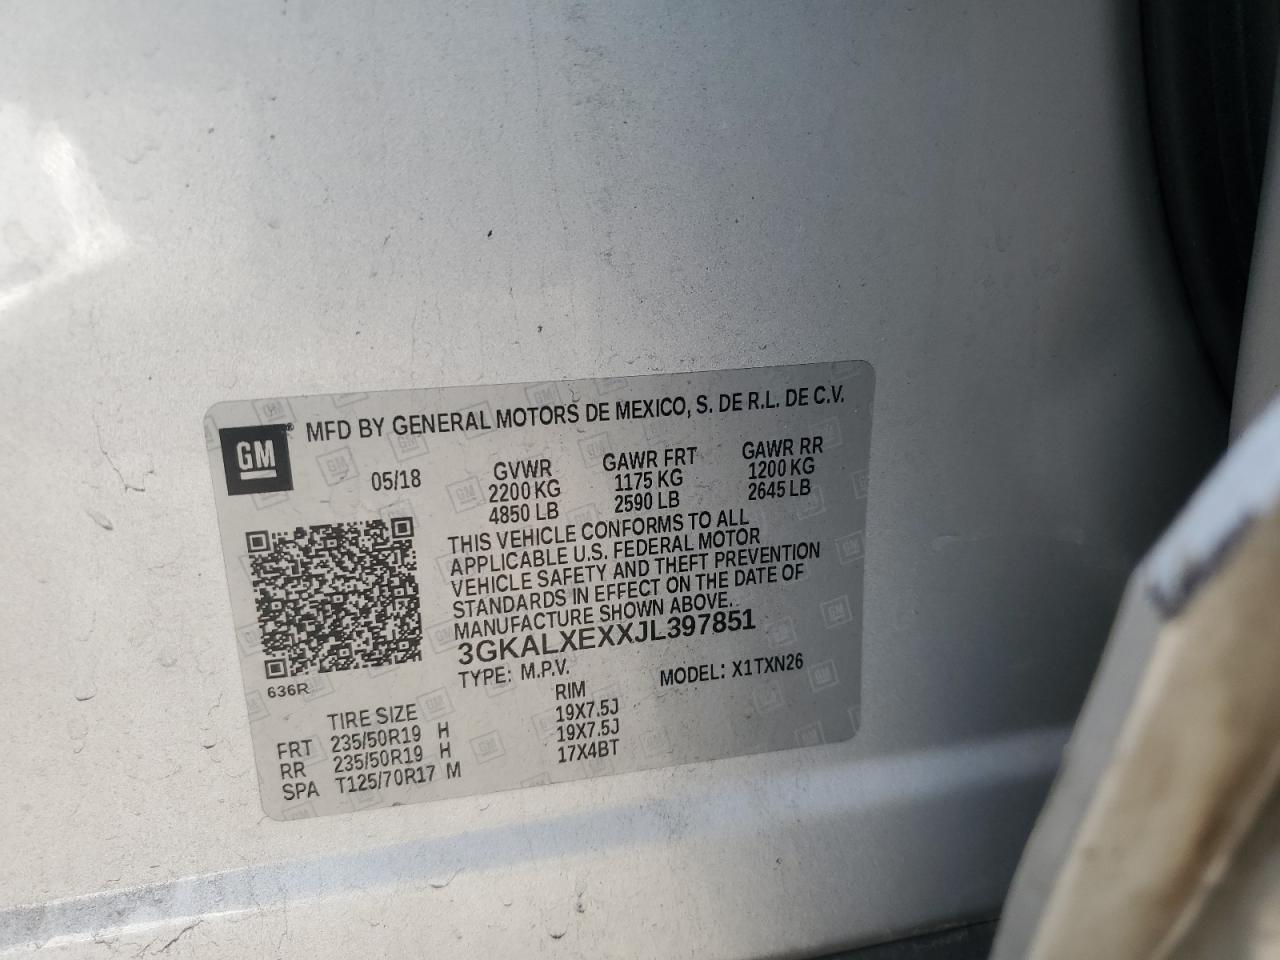 GM
MFD BY GENERAL MOTORS DE MEXICO, S. DE R.L. DE C.V.
05/18
GVWR GAWR FRT GAWR RR
2200 KG 1175 KG 1200 KG
4850 LB 2590 LB 2645 LB
THIS VEHICLE CONFORMS TO ALL
APPLICABLE U.S. FEDERAL MOTOR
VEHICLE SAFETY AND THEFT PREVENTION
STANDARDS IN EFFECT ON THE DATE OF
MANUFACTURE SHOWN ABOVE.
3GKALXEXXJL397851
TYPE: M.P.V. MODEL: X1TXN26
636R
TIRE SIZE RIM
FRT 235/50R19 H 19X7.5J
RR 235/50R19 H 19X7.5J
SPA T125/70R17 M 17X4BT